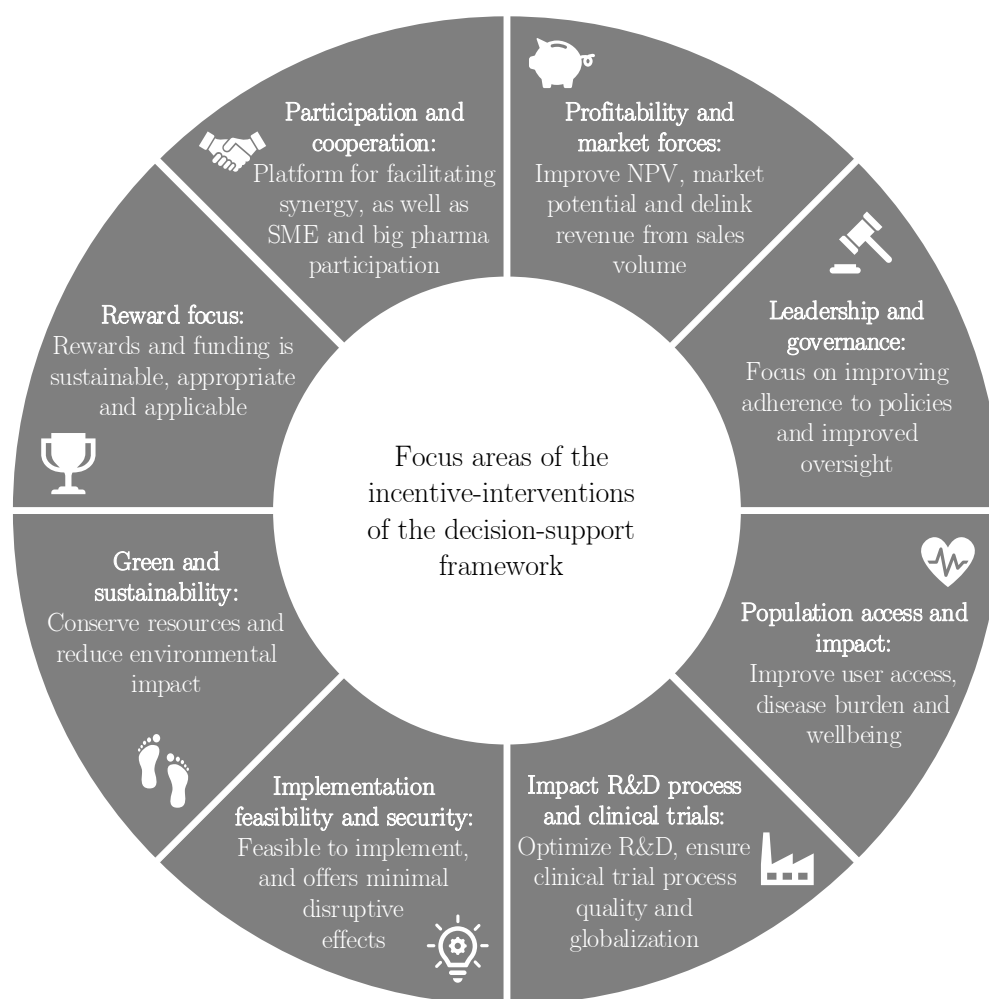 Participation and
cooperation:
Platform for facilitating
synergy, as well as
SME and big pharma
participation
Profitability and
market forces:
Improve NPV, market
potential and delink
revenue from sales
volume
Leadership and
governance:
Focus on improving
adherence to policies
and improved
oversight
Population access and
impact:
Improve user access,
disease burden and
wellbeing
Impact R&D process
and clinical trials:
Optimize R&D, ensure
clinical trial process
quality and
globalization
Implementation
feasibility and security:
Feasible to implement,
and offers minimal
disruptive
effects
Green and
sustainability:
Conserve resources and
reduce environmental
impact
Reward focus:
Rewards and funding is
sustainable, appropriate
and applicable
Focus areas of the
incentive-interventions
of the decision-support
framework